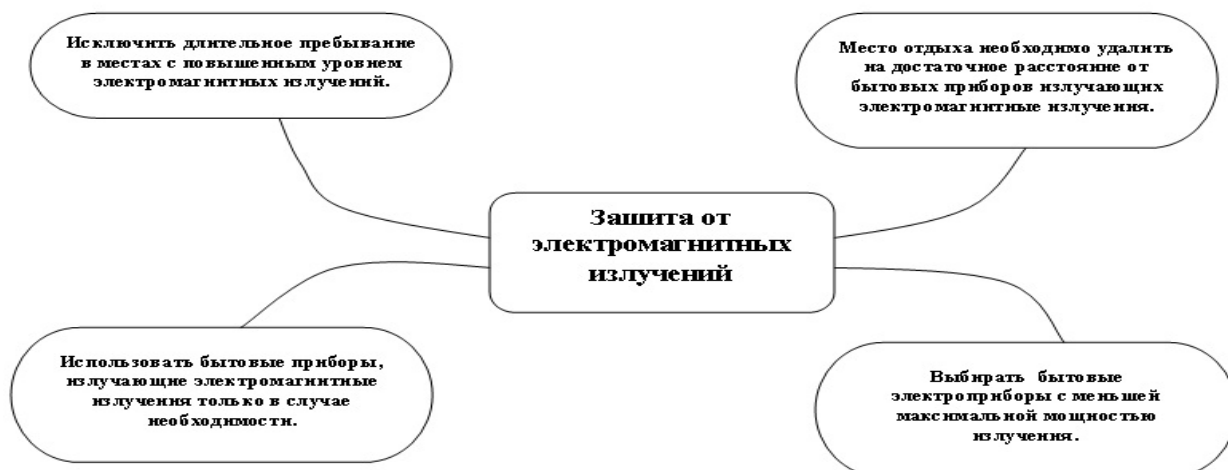 Исключить длительное пребывание
в местах с повышенным уровнем
электромагнитных излучений.
Место отдыха необходимо удалить
на достаточное расстояние от
бытовых приборов излучающих
электромагнитные излучения.
Зашита от
электромагнитных
излучений
Использовать бытовые приборы,
излучающие электромагнитные
излучения только в случае
необходимости.
Выбирать бытовые
электроприборы с меньшей
максимальной мощностью
излучения.